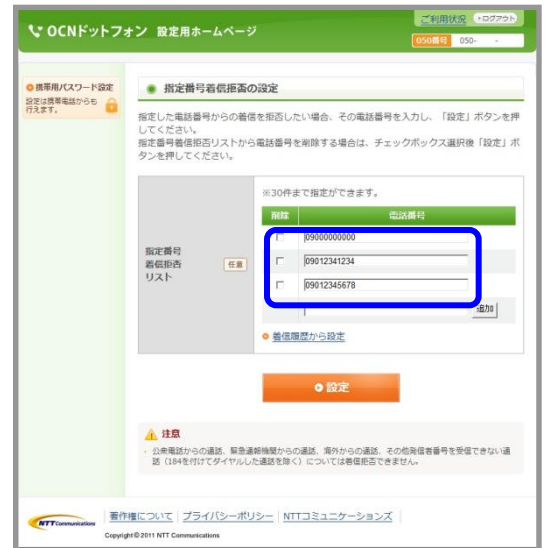 OCNドットフォン 設定用ホームページ
ご利用状況 ログアウト
050番号 050- -
携帯用パスワード設定
設定は携帯電話からも
行えます。
指定番号着信拒否の設定
指定した電話番号からの着信を拒否したい場合、その電話番号を入力し、「設定」ボタンを押
してください。
指定番号着信拒否リストから電話番号を削除する場合は、チェックボックス選択後「設定」ボ
タンを押してください。
※30件まで指定ができます。
削除 電話番号
09000000000
指定番号
着信拒否
リスト
任意
09012341234
09012345678
追加
着信履歴から設定
設定
注意
・ 公衆電話からの通話、緊急通報機関からの通話、海外からの通話、その他発信者番号を受信できない通
話（184を付けてダイヤルした通話を除く）については着信拒否できません。
NTT Communications
著作権について プライバシーポリシー NTTコミュニケーションズ
Copyright © 2011 NTT Communications